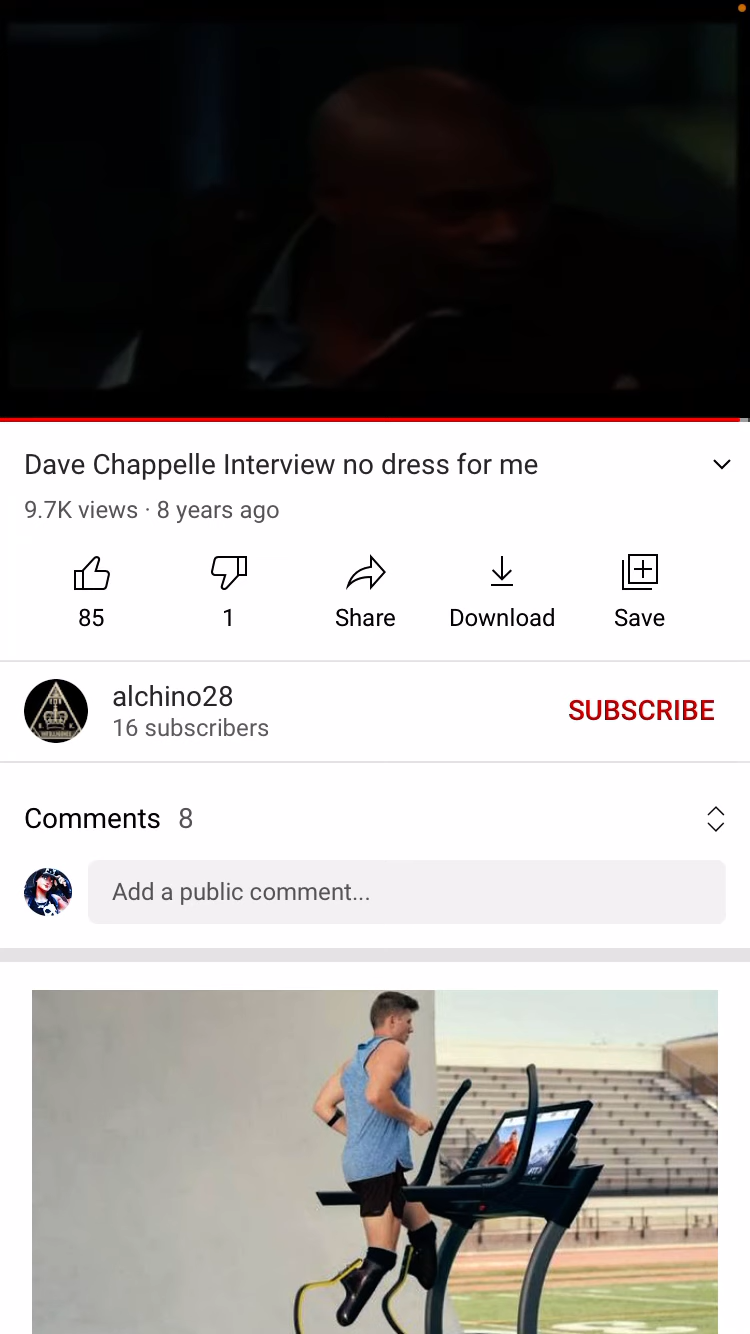 Dave Chappelle Interview no dress for me
9.7K views · 8 years ago
85
1
Share
Download
Save
alchino28
16 subscribers
SUBSCRIBE
Comments 8
Add a public comment...